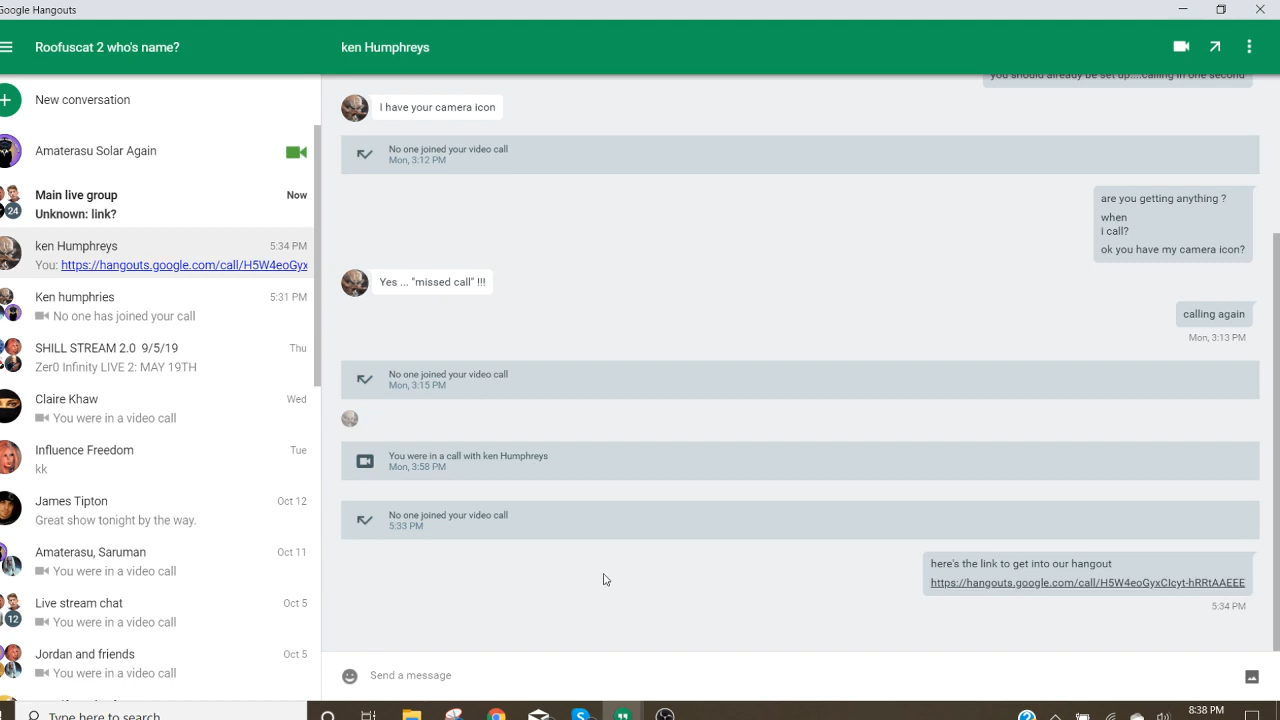 Google Hangouts
Roofuscat 2 who's name?
ken Humphreys
New conversation
Amaterasu Solar Again
Main live group
Now
24
Unknown: link?
ken Humphreys
5:34 PM
You: https://hangouts.google.com/call/H5W4eoGyx
Ken humphries
5:31 PM
No one has joined your call
SHILL STREAM 2.0 9/5/19
Thu
Zer0 Infinity LIVE 2: MAY 19TH
Claire Khaw
Wed
You were in a video call
Influence Freedom
Tue
kk
James Tipton
Oct 12
Great show tonight by the way.
Amaterasu, Saruman
Oct 11
You were in a video call
Live stream chat
Oct 5
12
You were in a video call
Jordan and friends
Oct 5
You were in a video call
you should already be set up....calling in one second
I have your camera icon
No one joined your video call
Mon, 3:12 PM
are you getting anything ?
when
i call?
ok you have my camera icon?
Yes ... "missed call" !!!
calling again
Mon, 3:13 PM
No one joined your video call
Mon, 3:15 PM
You were in a call with ken Humphreys
Mon, 3:58 PM
No one joined your video call
5:33 PM
here's the link to get into our hangout
https://hangouts.google.com/call/H5W4eoGyxCIcyt-hRRtAAEEE
5:34 PM
Send a message
Type here to search
8:38 PM